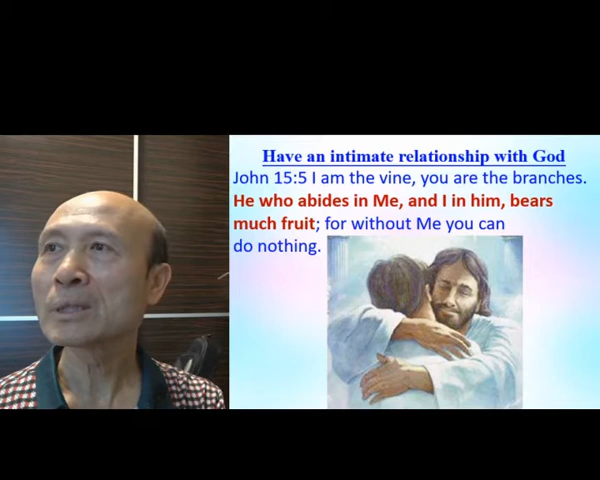 Have an intimate relationship with God
John 15:5 I am the vine, you are the branches.
He who abides in Me, and I in him, bears
much fruit; for without Me you can
do nothing.